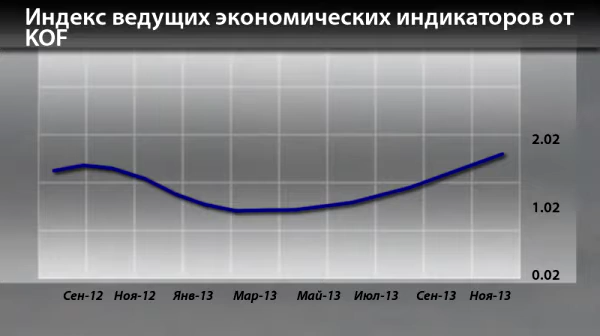 Индекс ведущих экономических индикаторов от
KOF
2.02
1.02
0.02
Сен-12 Ноя-12 Янв-13 Мар-13 Май-13 Июл-13 Сен-13 Ноя-13